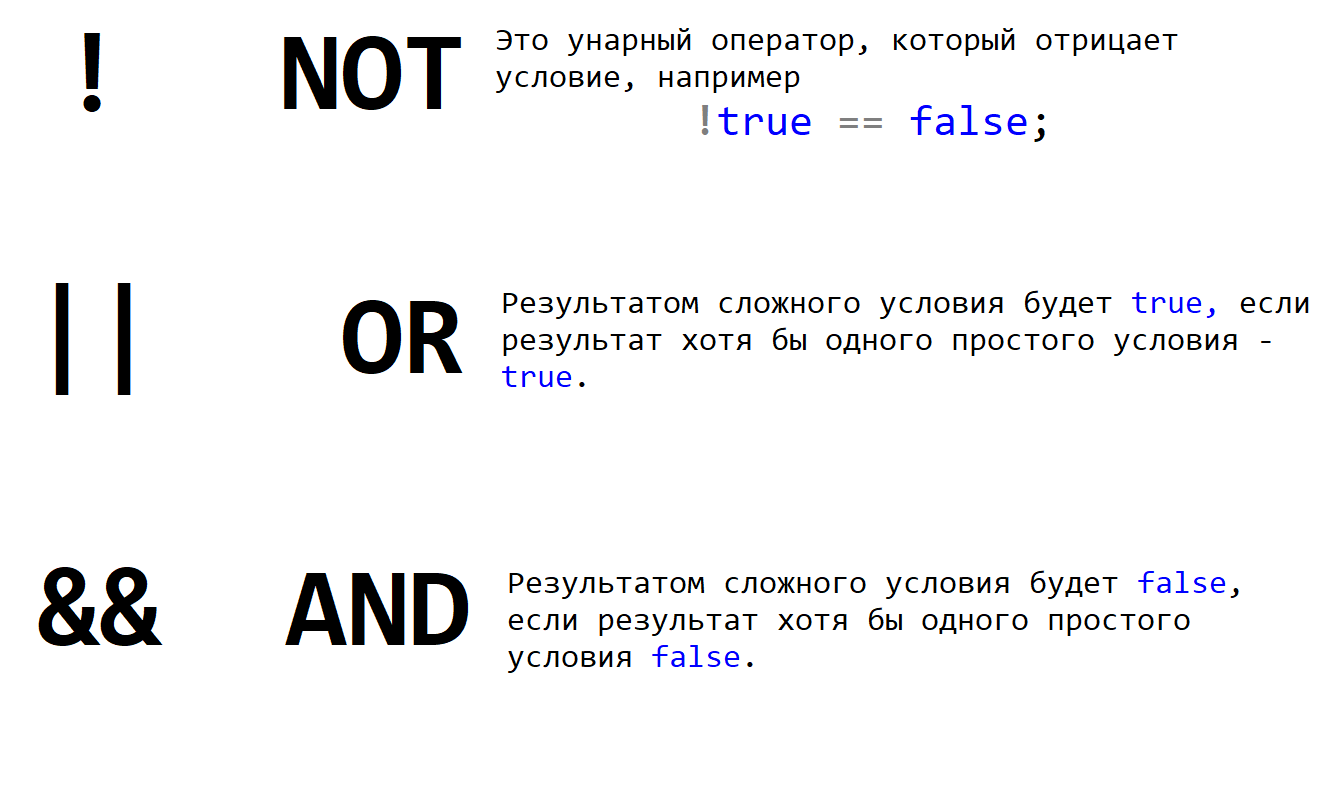 ! NOT Это унарный оператор, который отрицает
условие, например
!true == false;
|| OR Результатом сложного условия будет true, если
результат хотя бы одного простого условия -
true.
&& AND Результатом сложного условия будет false,
если результат хотя бы одного простого
условия false.